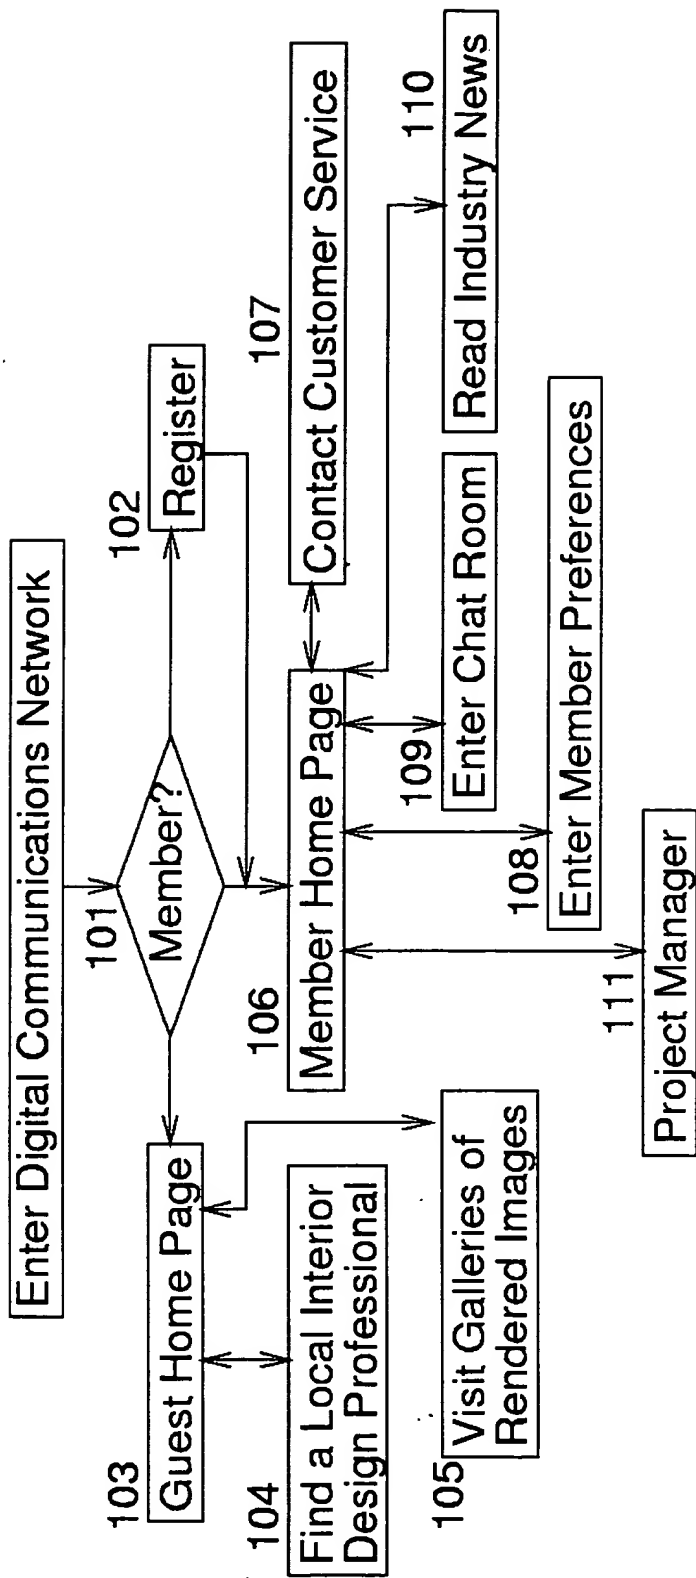 Enter Digital Communications Network
101
Member?
102
Register
103
Guest Home Page
104
Find a Local Interior
Design Professional
105
Visit Galleries of
Rendered Images
106
Member Home Page
107
Contact Customer Service
109
Enter Chat Room
110
Read Industry News
108
Enter Member Preferences
111
Project Manager